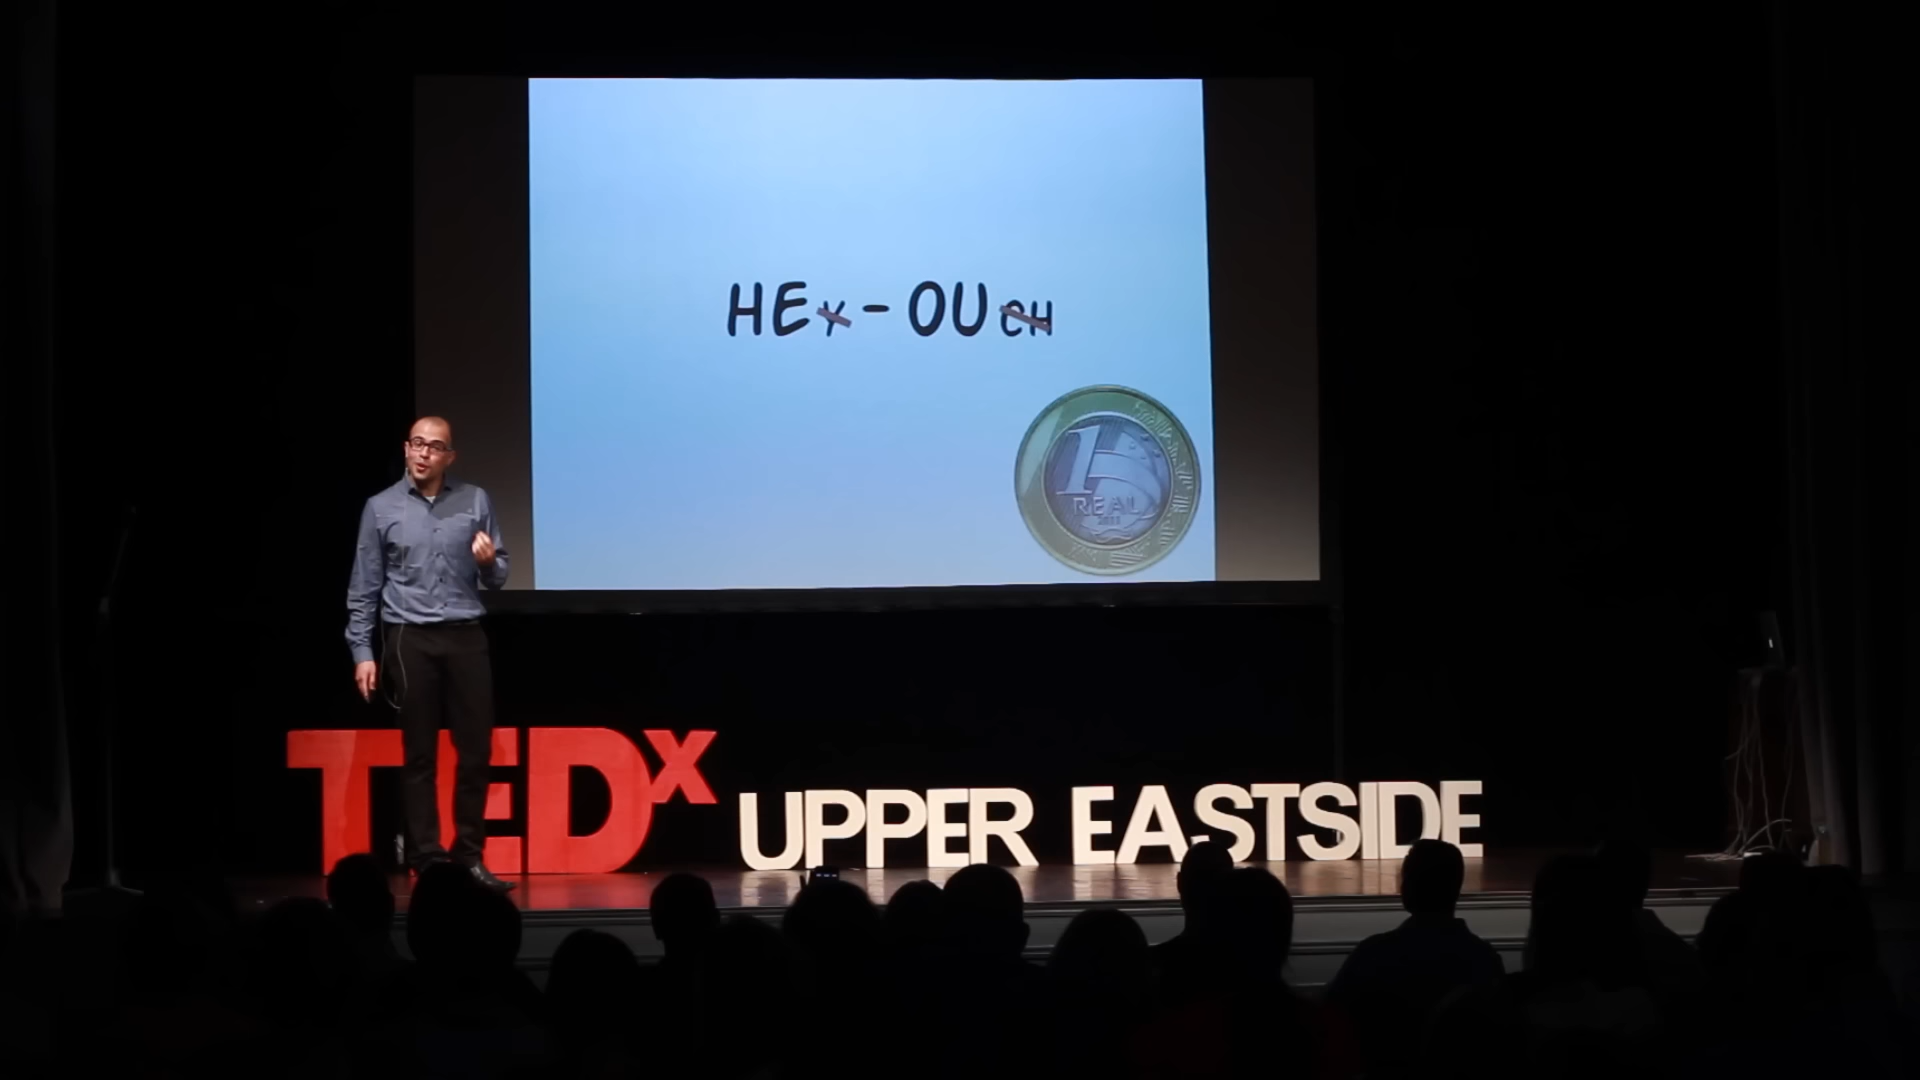 HEY - OUCH
1
REAL
TEDx UPPER EASTSIDE